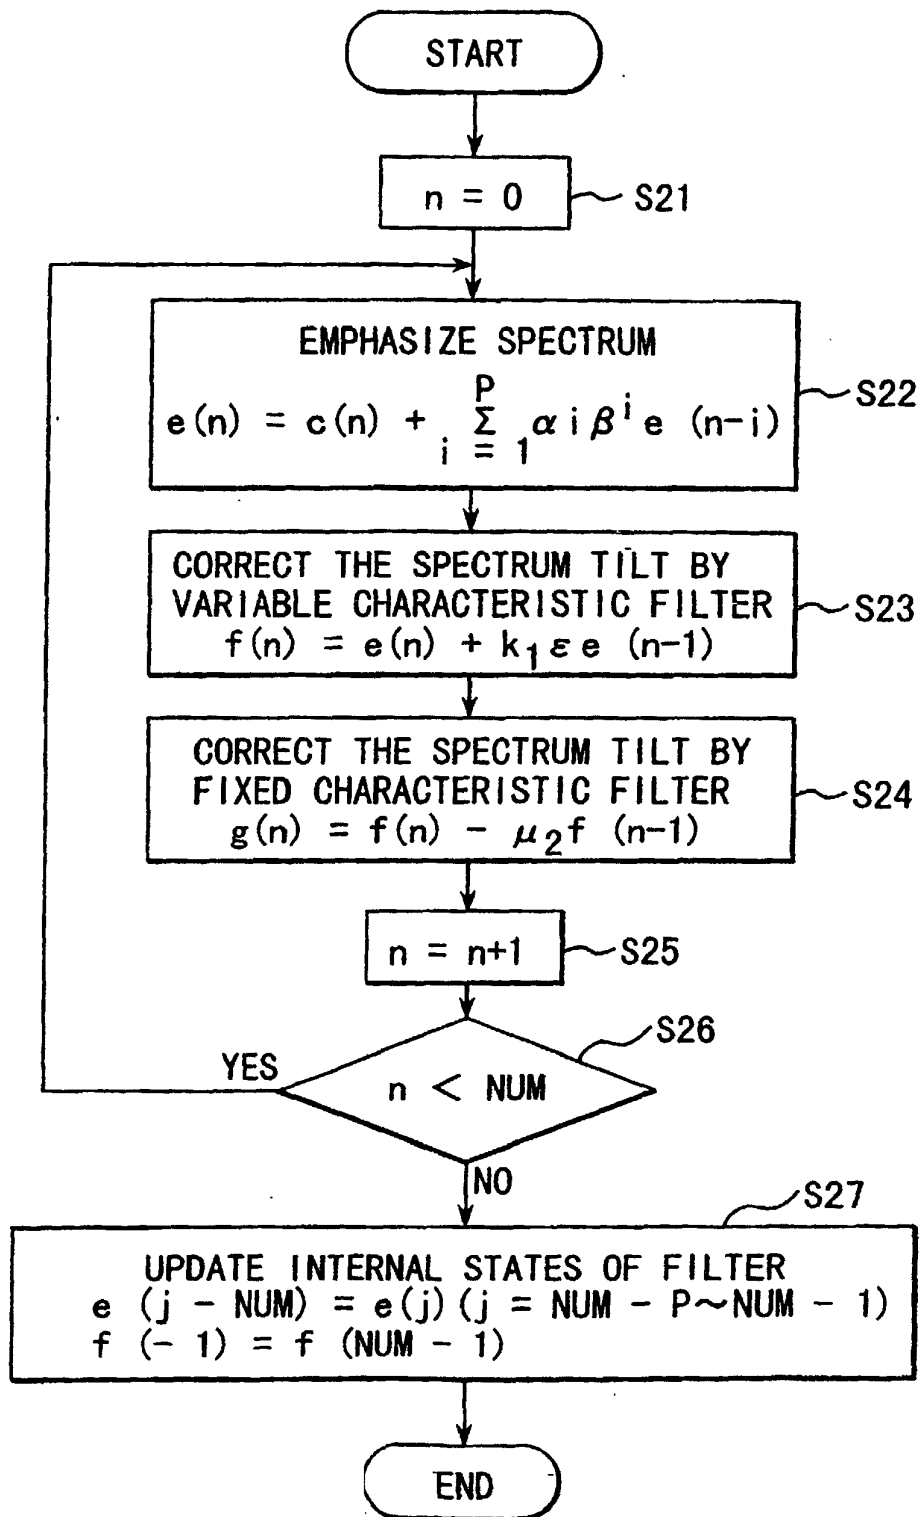 START
n = 0
S21
EMPHASIZE SPECTRUM
e(n) = c(n) + Σ_{i = 1}^{P} α i β^i e (n-i)
S22
CORRECT THE SPECTRUM TILT BY
VARIABLE CHARACTERISTIC FILTER
f(n) = e(n) + k₁ ε e (n-1)
S23
CORRECT THE SPECTRUM TILT BY
FIXED CHARACTERISTIC FILTER
g(n) = f(n) - μ₂f (n-1)
S24
n = n+1
S25
S26
YES
n < NUM
NO
S27
UPDATE INTERNAL STATES OF FILTER
e (j - NUM) = e(j) (j = NUM - P~NUM - 1)
f (- 1) = f (NUM - 1)
END